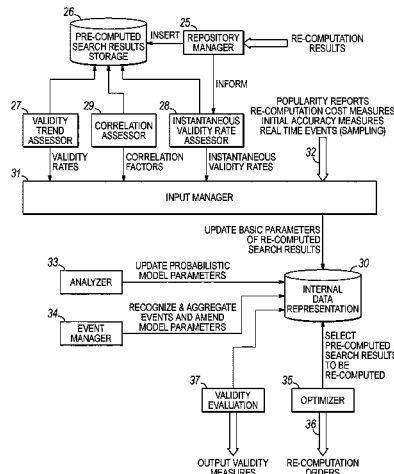 26
PRE-COMPUTED
SEARCH RESULTS
STORAGE
INSERT
25
REPOSITORY
MANAGER
RE-COMPUTATION
RESULTS
INFORM
27
VALIDITY
TREND
ASSESSOR
29
CORRELATION
ASSESSOR
28
INSTANTANEOUS
VALIDITY RATE
ASSESSOR
POPULARITY REPORTS
RE-COMPUTATION COST MEASURES
INITIAL ACCURACY MEASURES
REAL TIME EVENTS (SAMPLING)
32
VALIDITY
RATES
CORRELATION
FACTORS
INSTANTANEOUS
VALIDITY RATES
31
INPUT MANAGER
UPDATE BASIC PARAMETERS
OF RE-COMPUTED
SEARCH RESULTS
30
INTERNAL
DATA
REPRESENTATION
33
ANALYZER
UPDATE PROBABILISTIC
MODEL PARAMETERS
34
EVENT
MANAGER
RECOGNIZE & AGGREGATE
EVENTS AND AMEND
MODEL PARAMETERS
SELECT
PRE-COMPUTED
SEARCH RESULTS
TO BE
RE-COMPUTED
37
VALIDITY
EVALUATION
35
OPTIMIZER
36
OUTPUT VALIDITY
MEASURES
RE-COMPUTATION
ORDERS